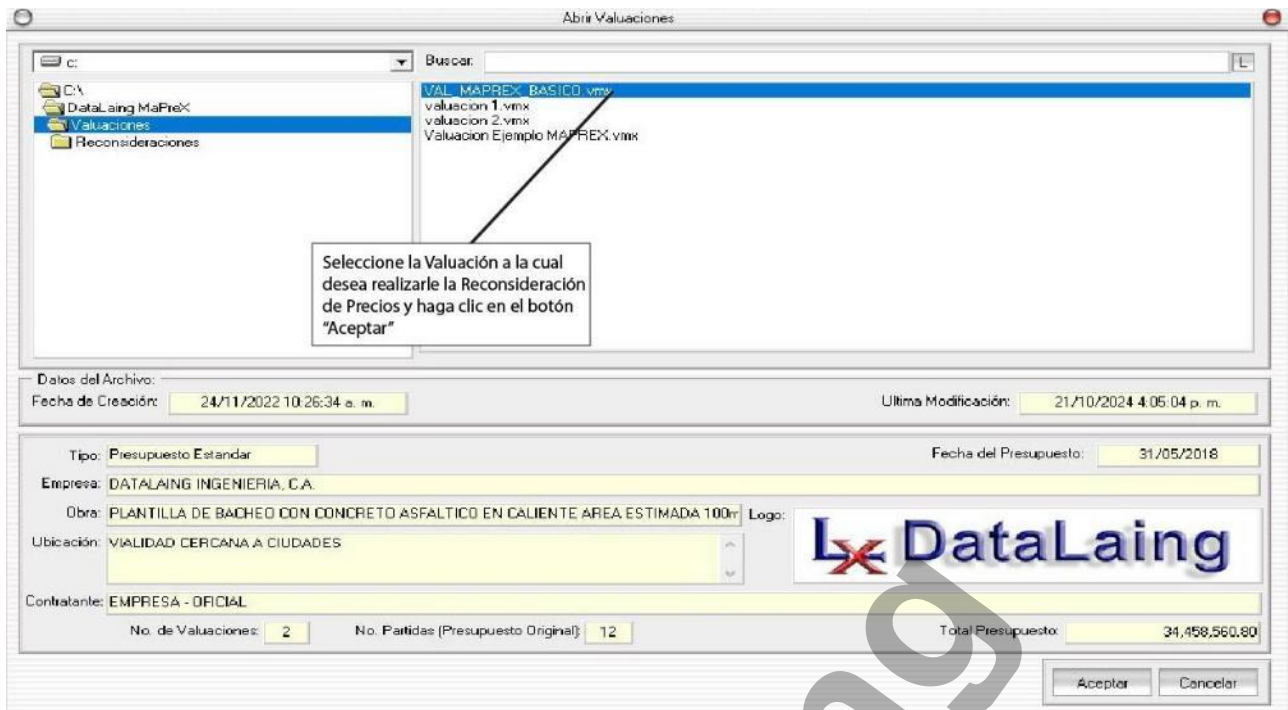 Abrir Valuaciones
c:
Buscar:
L
C:\
DataLaing MaPreX
Valuaciones
Reconsideraciones
VAL_MAPREX_BASICO.vmx
valuacion 1.vmx
valuacion 2.vmx
Valuacion Ejemplo MAPREX.vmx
Seleccione la Valuación a la cual
desea realizarle la Reconsideración
de Precios y haga clic en el botón
“Aceptar”
Datos del Archivo:
Fecha de Creación: 24/11/2022 10:26:34 a. m.
Ultima Modificación: 21/10/2024 4:05:04 p. m.
Tipo: Presupuesto Estandar
Fecha del Presupuesto: 31/05/2018
Empresa: DATALAING INGENIERIA, C.A.
Obra: PLANTILLA DE BACHEO CON CONCRETO ASFALTICO EN CALIENTE AREA ESTIMADA 100m
Logo:
Lx DataLaing
Ubicación: VIALIDAD CERCANA A CIUDADES
Contratante: EMPRESA - OFICIAL
No. de Valuaciones: 2
No. Partidas (Presupuesto Original): 12
Total Presupuesto: 34,458,560.80
Aceptar
Cancelar
ng